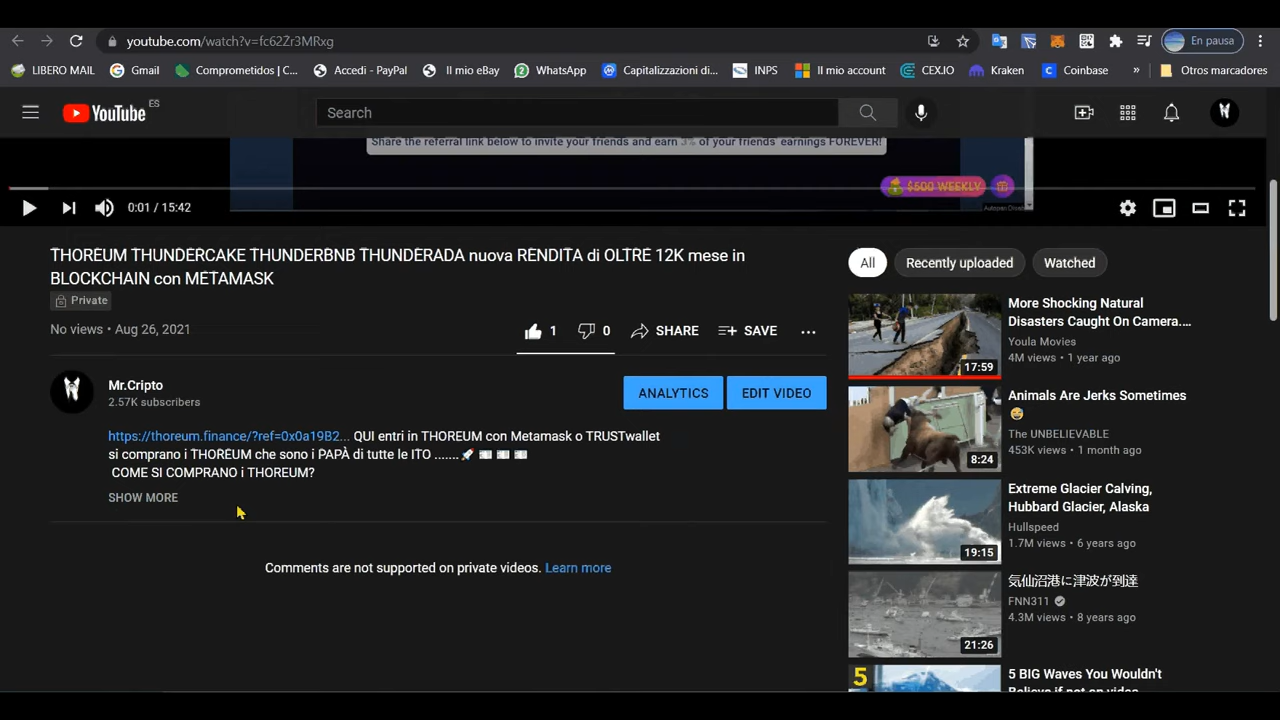 youtube.com/watch?v=fc62Zr3MRxg
En pausa
LIBERO MAIL
Gmail
Comprometidos | C...
Accedi - PayPal
Il mio eBay
WhatsApp
Capitalizzazioni di...
INPS
Il mio account
CEX.IO
Kraken
Coinbase
»
Otros marcadores
YouTube ES
Search
Share the referral link below to invite your friends and earn 3% of your friends' earnings FOREVER!
$500 WEEKLY
0:01 / 15:42
THOREUM THUNDERCAKE THUNDERBNB THUNDERADA nuova RENDITA di OLTRE 12K mese in
BLOCKCHAIN con METAMASK
Private
No views • Aug 26, 2021
1
0
SHARE
SAVE
Mr.Cripto
2.57K subscribers
ANALYTICS
EDIT VIDEO
https://thoreum.finance/?ref=0x0a19B2... QUI entri in THOREUM con Metamask o TRUSTwallet
si comprano i THOREUM che sono i PAPÀ di tutte le ITO .......🚀
COME SI COMPRANO i THOREUM?
SHOW MORE
Comments are not supported on private videos. Learn more
All
Recently uploaded
Watched
17:59
More Shocking Natural
Disasters Caught On Camera....
Youla Movies
4M views • 1 year ago
8:24
Animals Are Jerks Sometimes
😅
The UNBELIEVABLE
453K views • 1 month ago
19:15
Extreme Glacier Calving,
Hubbard Glacier, Alaska
Hullspeed
1.7M views • 6 years ago
21:26
気仙沼港に津波が到達
FNN311
4.3M views • 8 years ago
5
5 BIG Waves You Wouldn't
Believe if not on video